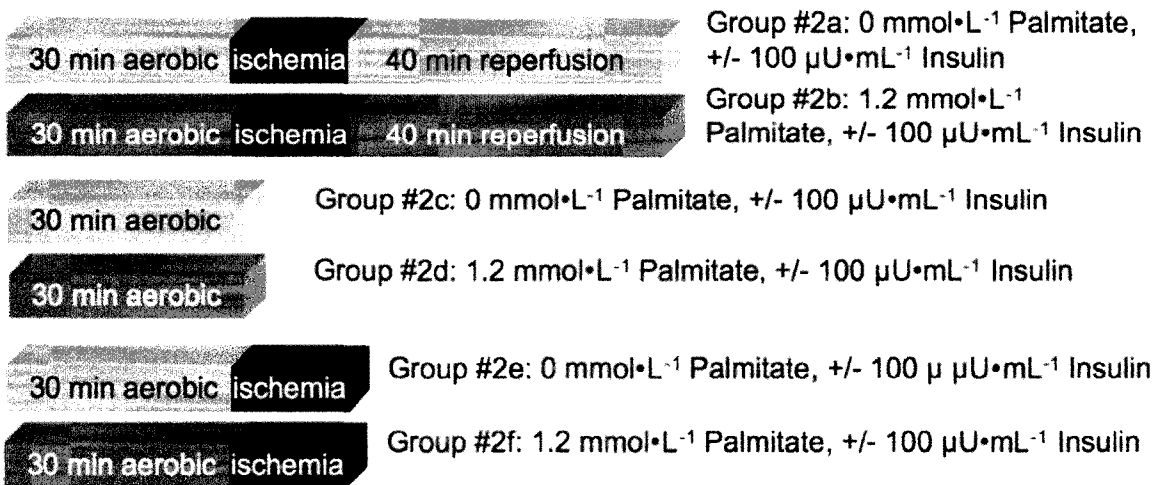 30 min aerobic ischemia 40 min reperfusion
Group #2a: 0 mmol•L-1 Palmitate,
+/- 100 µU•mL-1 Insulin
30 min aerobic ischemia 40 min reperfusion
Group #2b: 1.2 mmol•L-1
Palmitate, +/- 100 µU•mL-1 Insulin
30 min aerobic
Group #2c: 0 mmol•L-1 Palmitate, +/- 100 µU•mL-1 Insulin
30 min aerobic
Group #2d: 1.2 mmol•L-1 Palmitate, +/- 100 µU•mL-1 Insulin
30 min aerobic ischemia
Group #2e: 0 mmol•L-1 Palmitate, +/- 100 µ µU•mL-1 Insulin
30 min aerobic ischemia
Group #2f: 1.2 mmol•L-1 Palmitate, +/- 100 µU•mL-1 Insulin